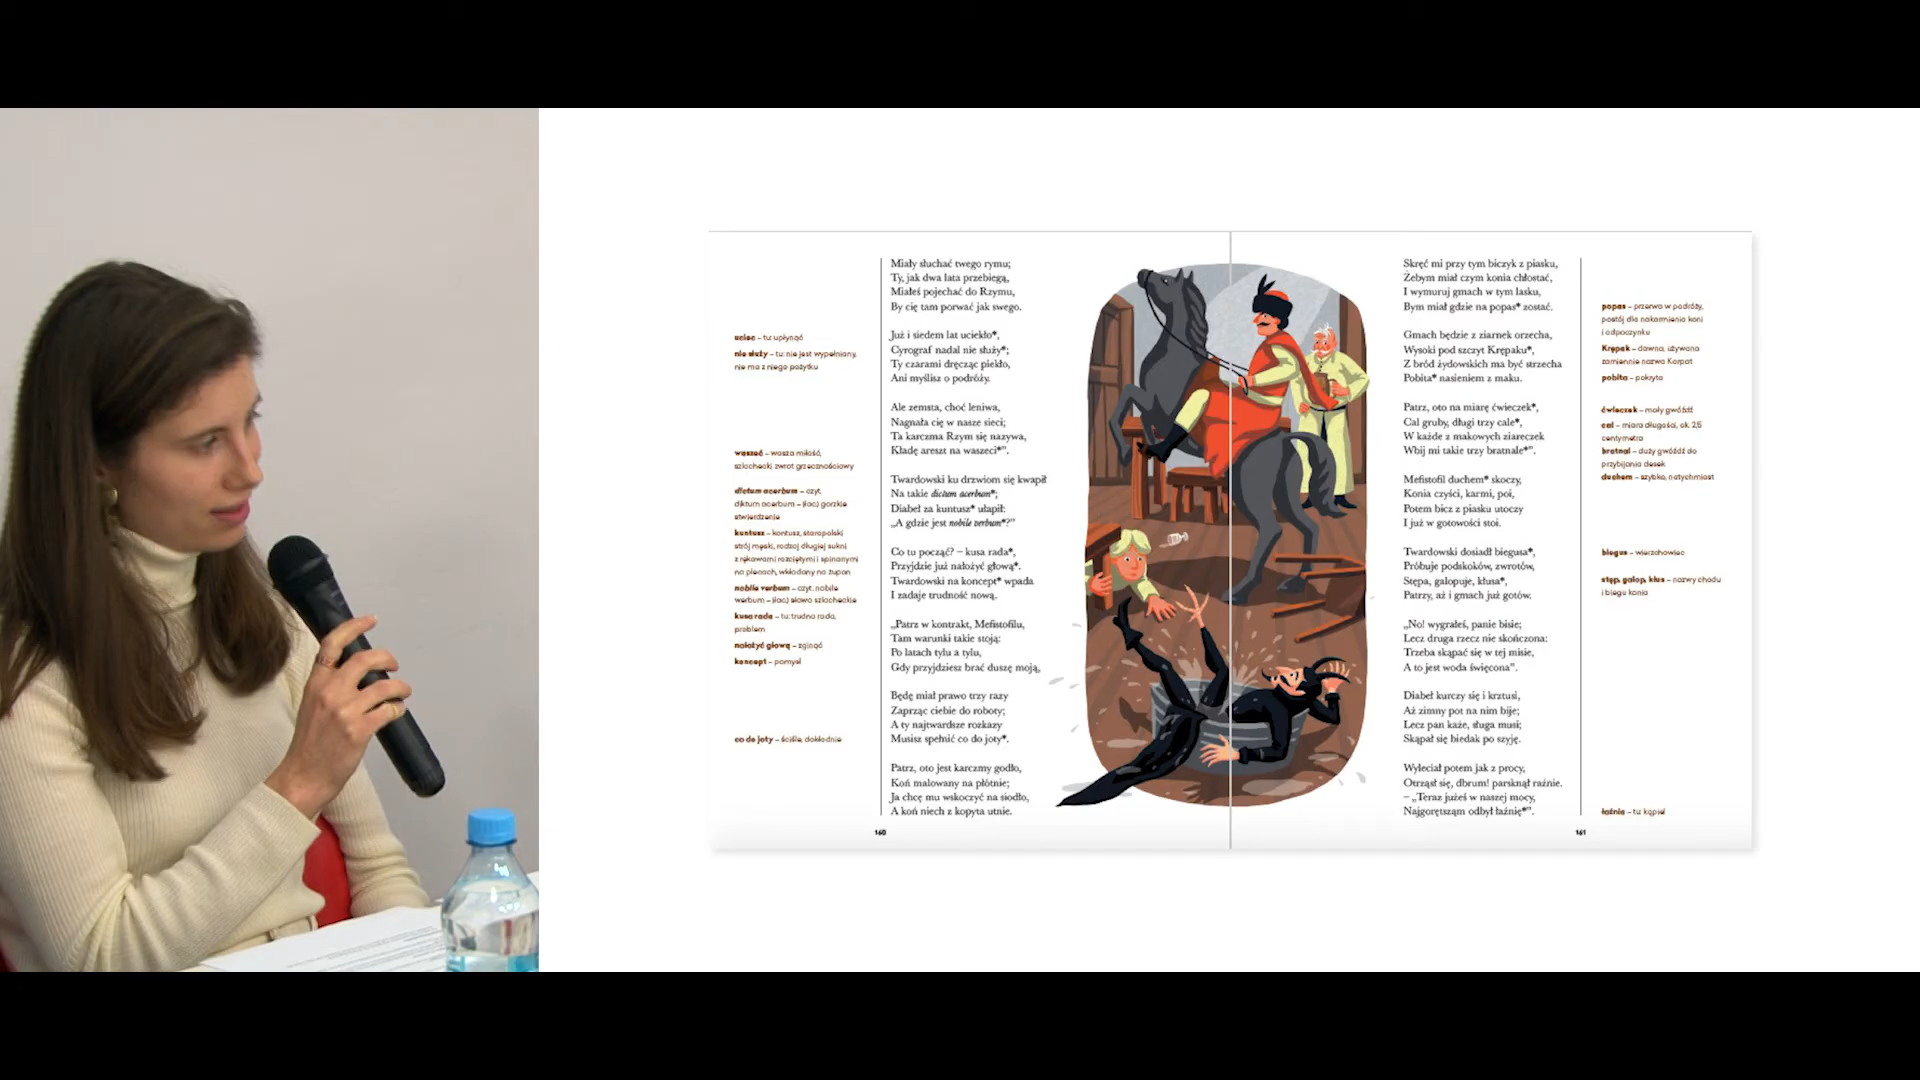 uciec – tu: upłynąć
nie służy – tu: nie jest wypełniany,
nie ma z niego pożytku
waszeć – wasza miłość,
szlachecki zwrot grzecznościowy
dictum acerbum – czyt.
diktum acerbum – (łac.) gorzkie
stwierdzenie
kuntusz – kontusz, staropolski
strój męski, rodzaj długiej sukni
z rękawami rozciętymi i spinanymi
na plecach, wkładany na żupan
nobile verbum – czyt. nobile
werbum – (łac.) słowo szlacheckie
kusa rada – tu: trudna rada,
problem
nałożyć głową – zginąć
koncept – pomysł
co do joty – ściśle, dokładnie
Miały słuchać twego rymu;
Ty, jak dwa lata przebiegą,
Miałeś pojechać do Rzymu,
By cię tam porwać jak swego.
Już i siedem lat uciekło*,
Cyrograf nadal nie służy*;
Ty czarami dręcząc piekło,
Ani myślisz o podróży.
Ale zemsta, choć leniwa,
Nagnała cię w nasze sieci;
Ta karczma Rzym się nazywa,
Kładę areszt na waszeci*”.
Twardowski ku drzwiom się kwapił
Na takie dictum acerbum*;
Diabeł za kuntusz* ułapił:
„A gdzie jest nobile verbum*?”
Co tu począć? – kusa rada*,
Przyjdzie już nałożyć głową*.
Twardowski na koncept* wpada
I zadaje trudność nową.
„Patrz w kontrakt, Mefistofilu,
Tam warunki takie stoją:
Po latach tylu a tylu,
Gdy przyjdziesz brać duszę moją,
Będę miał prawo trzy razy
Zaprząc ciebie do roboty;
A ty najtwardsze rozkazy
Musisz spełnić co do joty*.
Patrz, oto jest karczmy godło,
Koń malowany na płótnie;
Ja chcę mu wskoczyć na siodło,
A koń niech z kopyta utnie.
160
Skręć mi przy tym biczyk z piasku,
Żebym miał czym konia chłostać,
I wymuruj gmach w tym lasku,
Bym miał gdzie na popas* zostać.
Gmach będzie z ziarnek orzecha,
Wysoki pod szczyt Krępaku*,
Z bród żydowskich ma być strzecha
Pobita* nasieniem z maku.
Patrz, oto na miarę ćwieczek*,
Cal gruby, długi trzy cale*,
W każde z makowych ziareczek
Wbij mi takie trzy bratnale*”.
Mefistofil duchem* skoczy,
Konia czyści, karmi, poi,
Potem bicz z piasku utoczy
I już w gotowości stoi.
Twardowski dosiadł biegusa*,
Próbuje podskoków, zwrotów,
Stępa, galopuje, kłusa*,
Patrzy, aż i gmach już gotów.
„No! wygrałeś, panie bisie;
Lecz druga rzecz nie skończona:
Trzeba skąpać się w tej misie,
A to jest woda święcona”.
Diabeł kurczy się i krztusi,
Aż zimny pot na nim bije;
Lecz pan każe, sługa musi;
Skąpał się biedak po szyję.
Wyleciał potem jak z procy,
Otrząsł się, dbrum! parsknął raźnie.
– „Teraz jużeś w naszej mocy,
Najgorętsząm odbył łaźnię*”.
161
popas – przerwa w podróży,
postój dla nakarmienia koni
i odpoczynku
Krępak – dawna, używana
zamiennie nazwa Karpat
pobita – pokryta
ćwieczek – mały gwóźdź
cal – miara długości, ok. 2,5
centymetra
bratnal – duży gwóźdź do
przybijania desek
duchem – szybko, natychmiast
biegus – wierzchowiec
stęp, galop, kłus – nazwy chodu
i biegu konia
łaźnia – tu: kąpiel